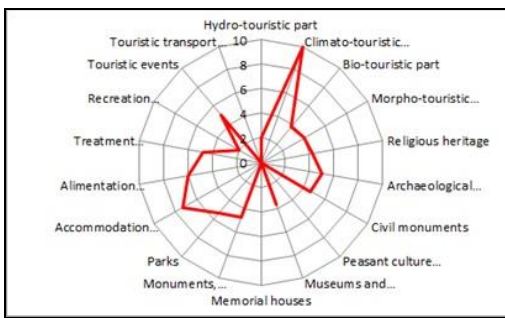 Hydro-touristic part
Touristic transport...
10
Climato-touristic...
Touristic events
8
Bio-touristic part
6
Recreation...
Morpho-touristic...
4
2
Treatment...
Religious heritage
0
Alimentation...
Archaeological...
Accommodation...
Civil monuments
Parks
Peasant culture...
Monuments,...
Museums and...
Memorial houses